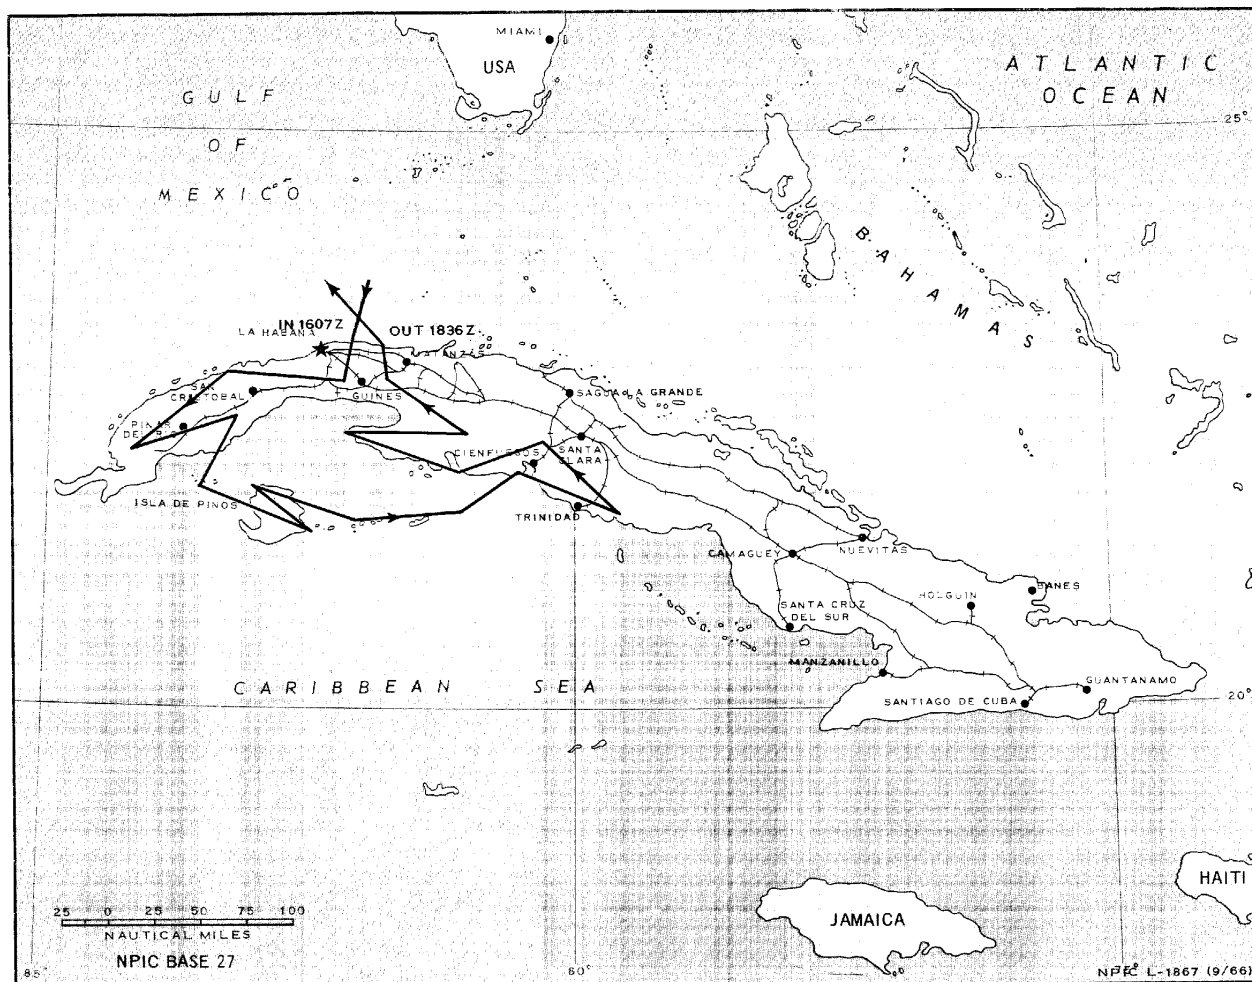 MIAMI
USA
ATLANTIC
OCEAN
GULF
OF
MEXICO
25°
BAHAMAS
IN 1607Z
LA HABANA
OUT 1836Z
MATANZAS
SAN
CRISTOBAL
GUINES
SAGUA LA GRANDE
PINAR
DEL RIO
CIENFUEGOS
SANTA
CLARA
ISLA DE PINOS
TRINIDAD
CAMAGUEY
NUEVITAS
HOLGUIN
BANES
SANTA CRUZ
DEL SUR
MANZANILLO
GUANTANAMO
CARIBBEAN SEA
SANTIAGO DE CUBA
20°
HAITI
JAMAICA
25 0 25 50 75 100
NAUTICAL MILES
NPIC BASE 27
85°
80°
75°
NPIC L-1867 (9/66)